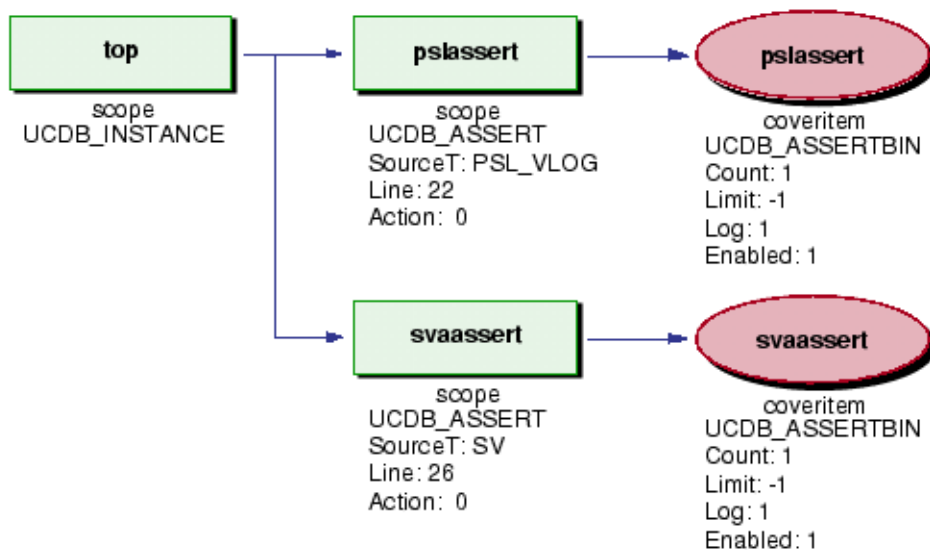 top
scope
UCDB_INSTANCE
pslassert
scope
UCDB_ASSERT
SourceT: PSL_VLOG
Line: 22
Action: 0
pslassert
coveritem
UCDB_ASSERTBIN
Count: 1
Limit: -1
Log: 1
Enabled: 1
svaassert
scope
UCDB_ASSERT
SourceT: SV
Line: 26
Action: 0
svaassert
coveritem
UCDB_ASSERTBIN
Count: 1
Limit: -1
Log: 1
Enabled: 1